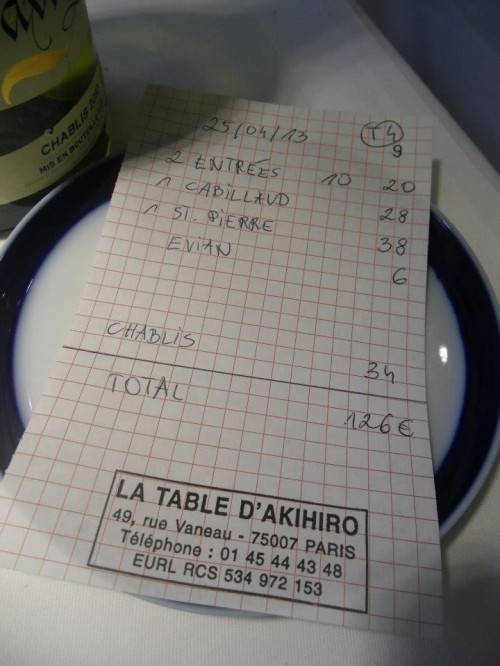 CHABLIS
MIS EN
25/04/13 T4
9
2 ENTRÉES 10 20
1 CABILLAUD 28
1 ST. PIERRE 38
EVIAN 6
CHABLIS 34
TOTAL 126€
LA TABLE D'AKIHIRO
49, rue Vaneau - 75007 PARIS
Téléphone : 01 45 44 43 48
EURL RCS 534 972 153